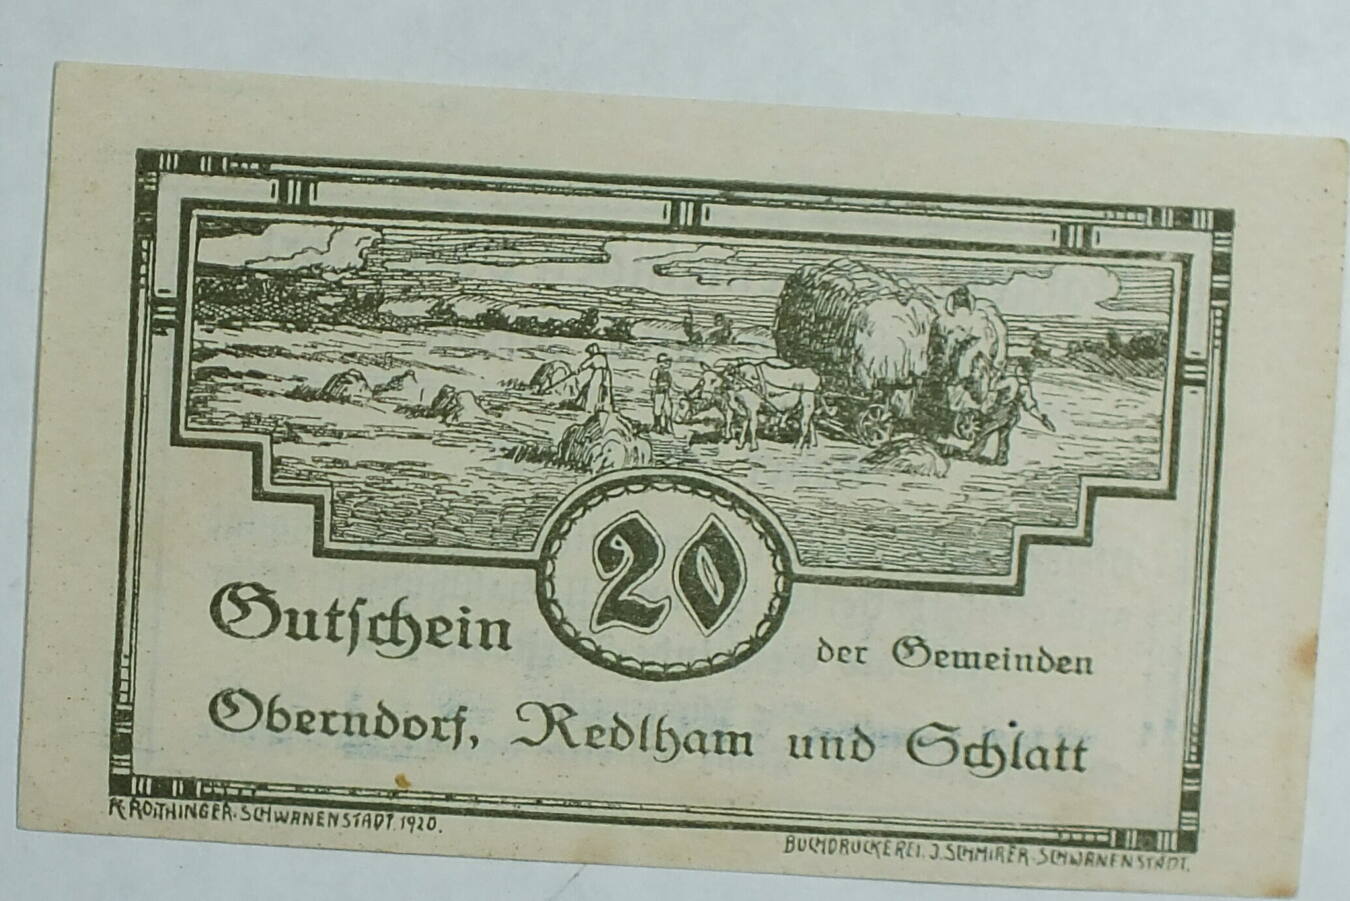 20
Gutschein
der Gemeinden
Oberndorf, Redlham und Schlatt
ROITHINGER. SCHWANENSTADT. 1920.
BUCHDRUCKEREI. J. SCHMIRER. SCHWANENSTADT.